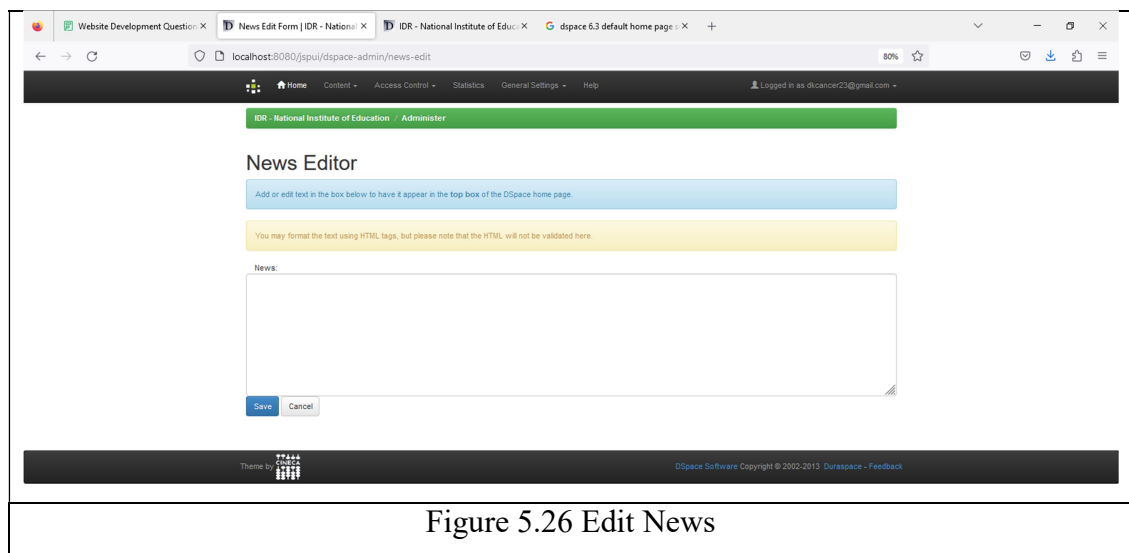 Website Development Question
News Edit Form | IDR - National
IDR - National Institute of Educa
dspace 6.3 default home page s
localhost:8080/jspui/dspace-admin/news-edit
80%
Home Content Access Control Statistics General Settings Help Logged in as dkcancer23@gmail.com
IDR - National Institute of Education / Administer
News Editor
Add or edit text in the box below to have it appear in the top box of the DSpace home page.
You may format the text using HTML tags, but please note that the HTML will not be validated here.
News:
Save Cancel
Theme by CINECA DSpace Software Copyright © 2002-2013 Duraspace - Feedback
Figure 5.26 Edit News